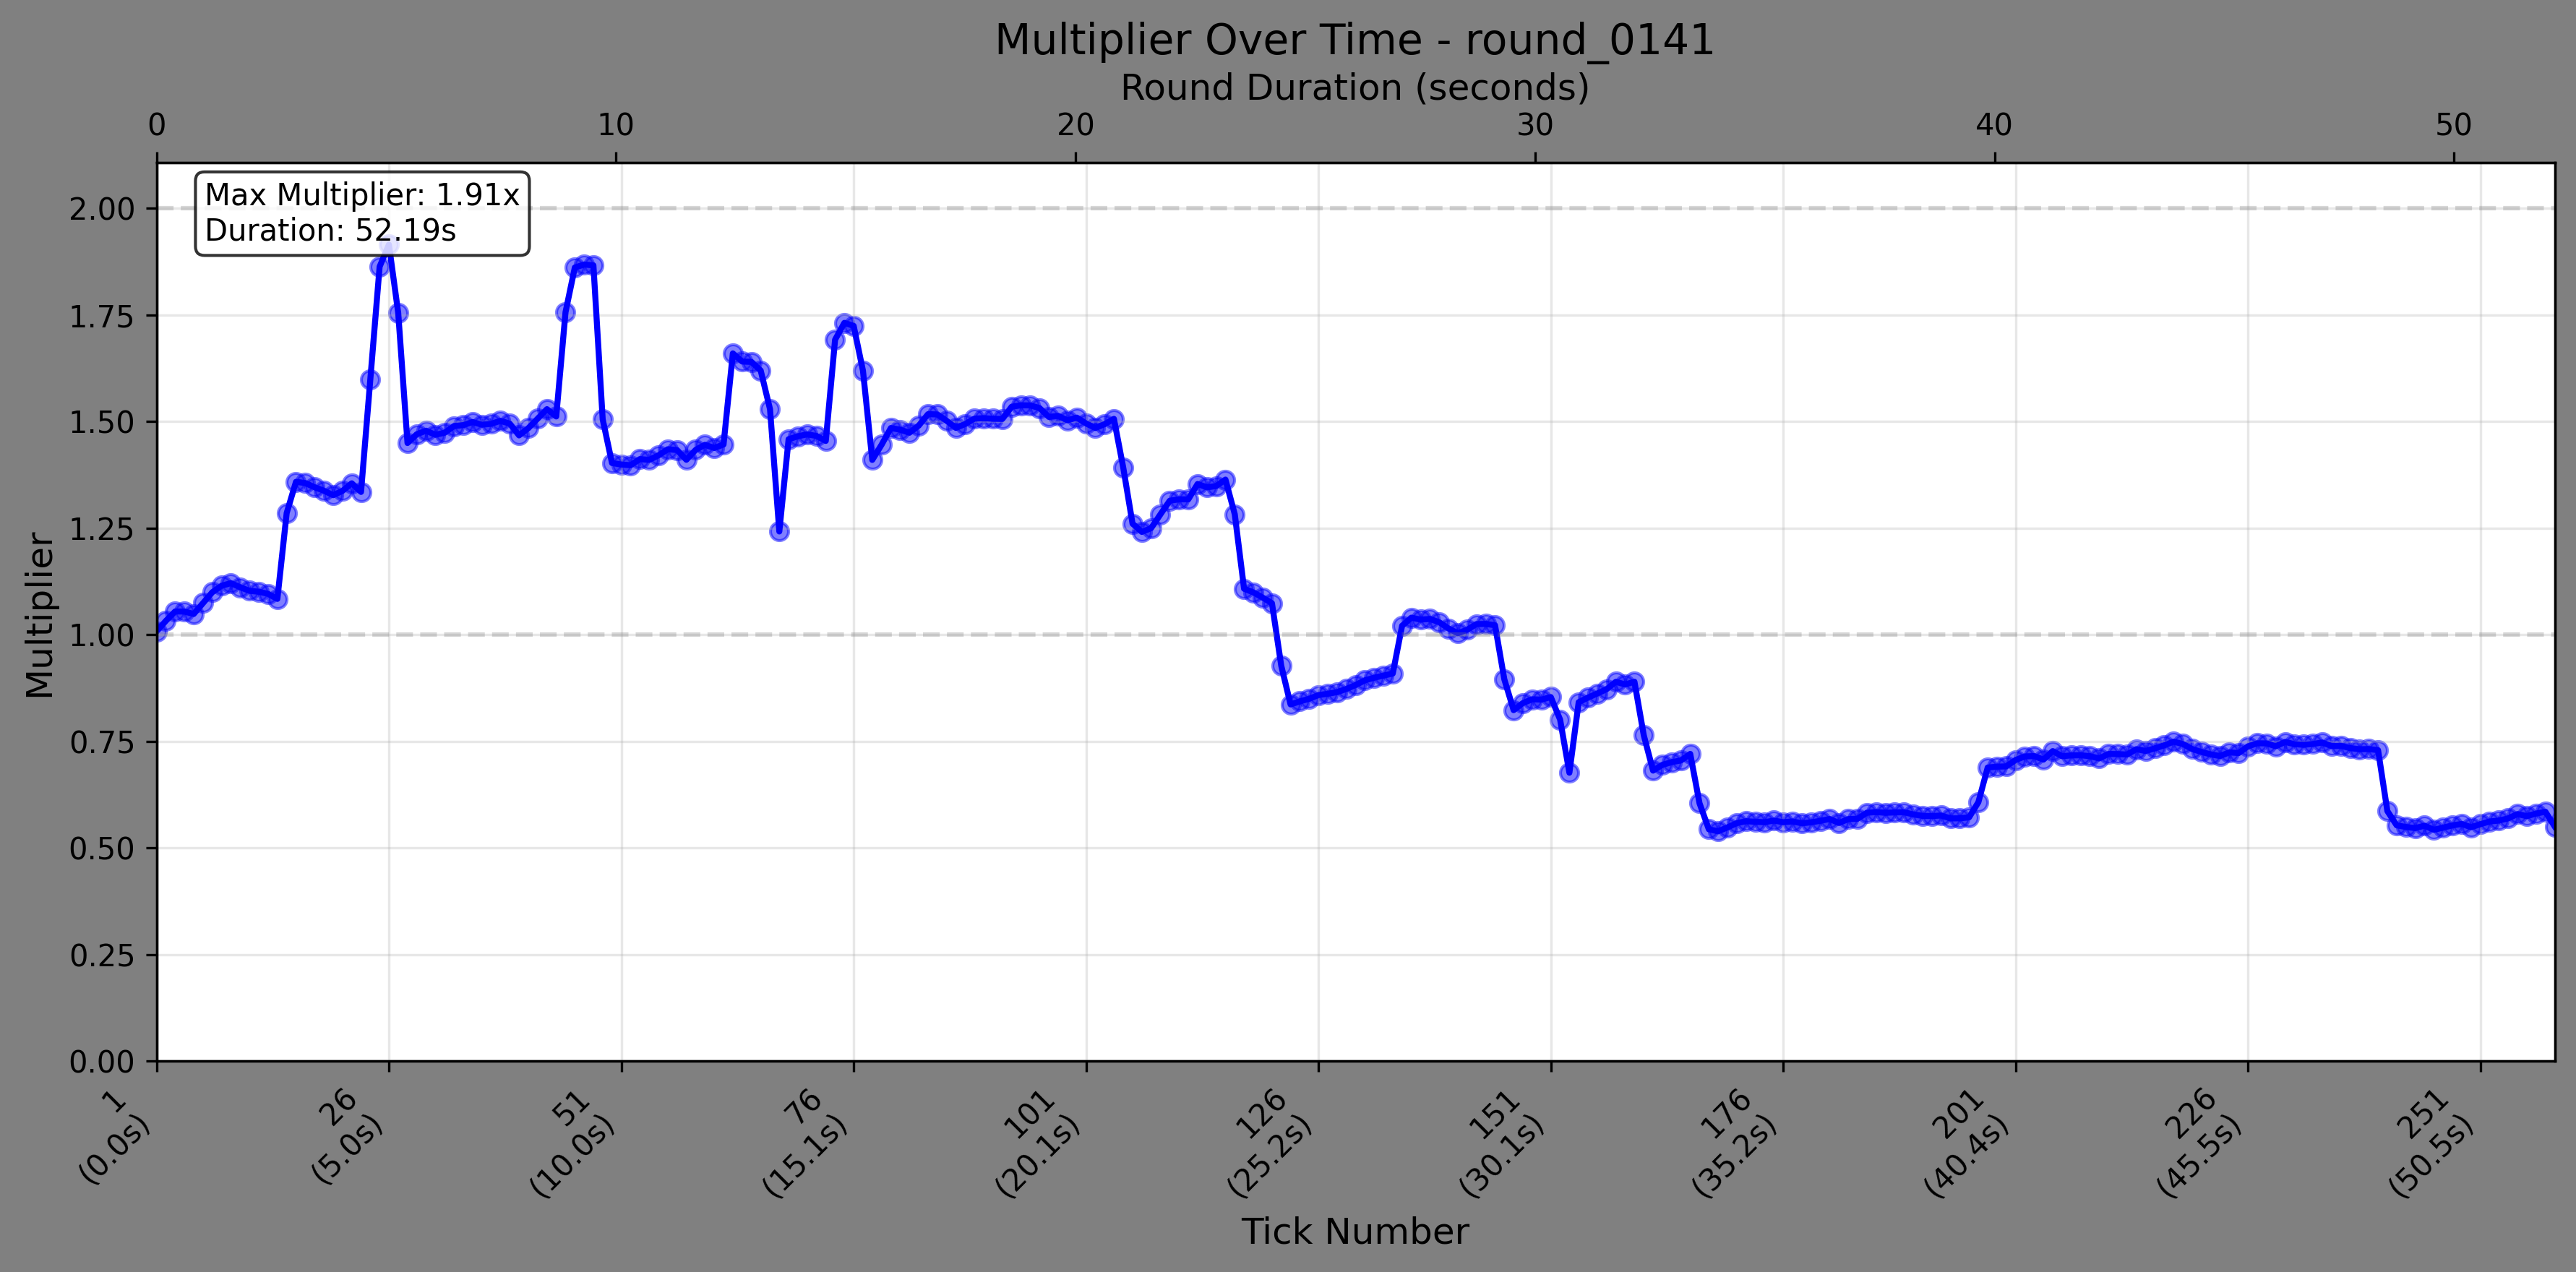 Multiplier Over Time - round_0141
Round Duration (seconds)
0 10 20 30 40 50
Max Multiplier: 1.91x
Duration: 52.19s
Multiplier
2.00
1.75
1.50
1.25
1.00
0.75
0.50
0.25
0.00
1
(0.0s)
26
(5.0s)
51
(10.0s)
76
(15.1s)
101
(20.1s)
126
(25.2s)
151
(30.1s)
176
(35.2s)
201
(40.4s)
226
(45.5s)
251
(50.5s)
Tick Number